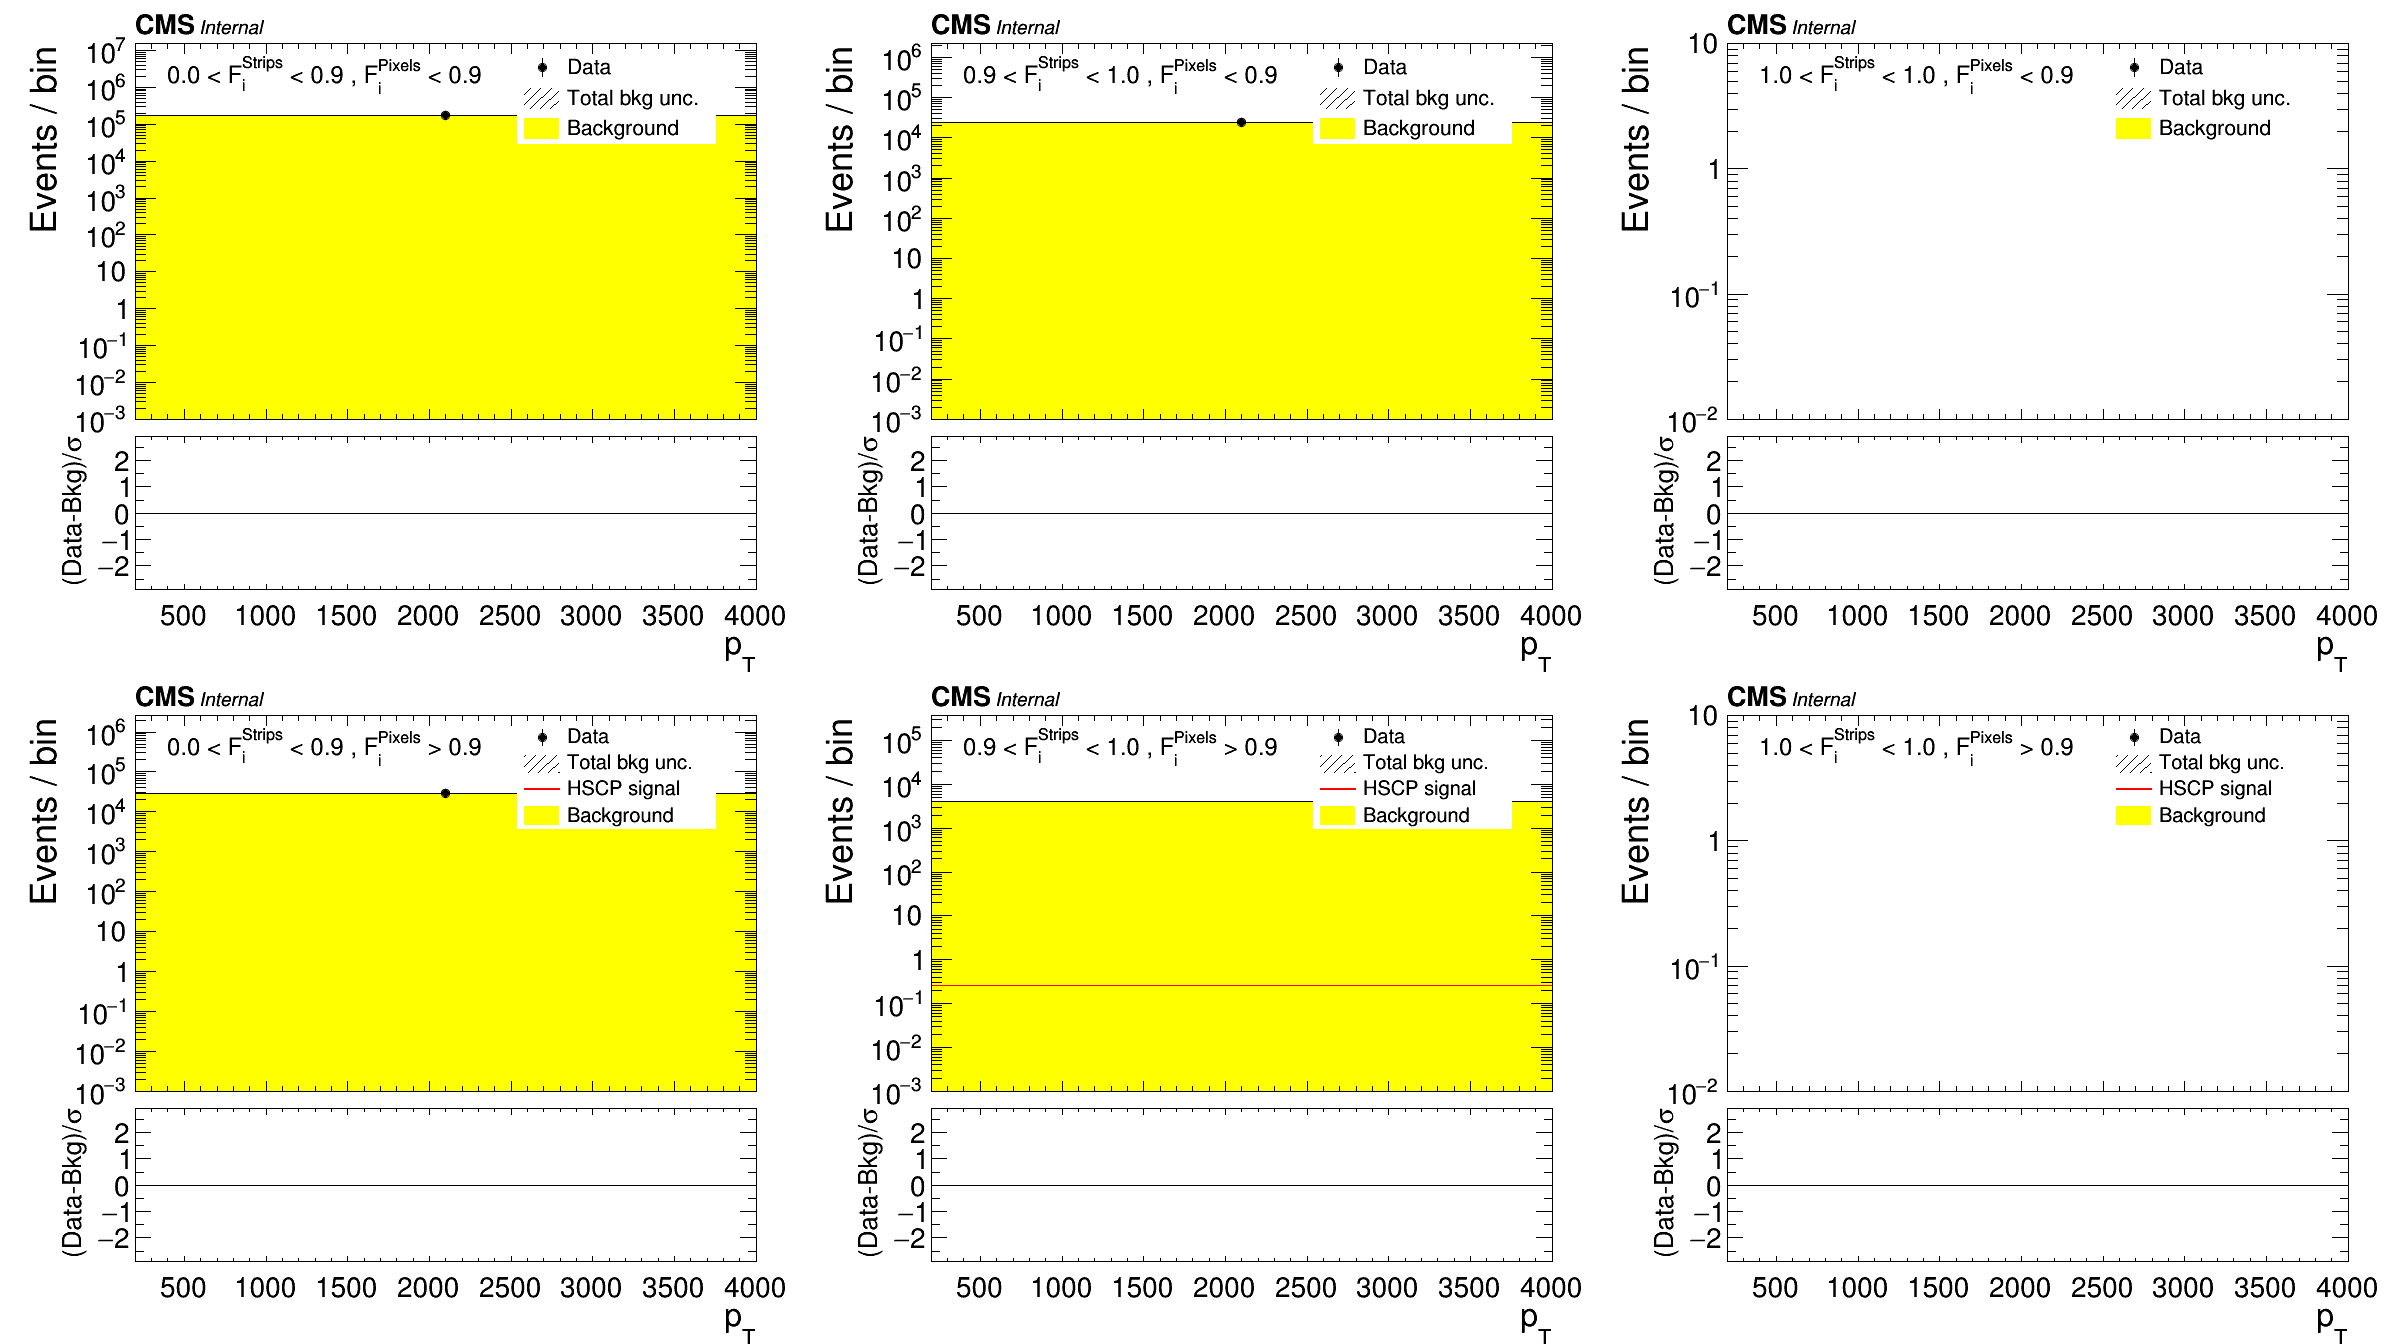 CMS Internal
Events / bin
10^7
10^6
10^5
10^4
10^3
10^2
10
1
10^−1
10^−2
10^−3
0.0 < F_i^Strips < 0.9 , F_i^Pixels < 0.9
Data
Total bkg unc.
Background
(Data-Bkg)/σ
2
1
0
−1
−2
500 1000 1500 2000 2500 3000 3500 4000
p_T
CMS Internal
Events / bin
10^6
10^5
10^4
10^3
10^2
10
1
10^−1
10^−2
10^−3
0.9 < F_i^Strips < 1.0 , F_i^Pixels < 0.9
Data
Total bkg unc.
Background
(Data-Bkg)/σ
2
1
0
−1
−2
500 1000 1500 2000 2500 3000 3500 4000
p_T
CMS Internal
Events / bin
10
1
10^−1
10^−2
1.0 < F_i^Strips < 1.0 , F_i^Pixels < 0.9
Data
Total bkg unc.
Background
(Data-Bkg)/σ
2
1
0
−1
−2
500 1000 1500 2000 2500 3000 3500 4000
p_T
CMS Internal
Events / bin
10^6
10^5
10^4
10^3
10^2
10
1
10^−1
10^−2
10^−3
0.0 < F_i^Strips < 0.9 , F_i^Pixels > 0.9
Data
Total bkg unc.
HSCP signal
Background
(Data-Bkg)/σ
2
1
0
−1
−2
500 1000 1500 2000 2500 3000 3500 4000
p_T
CMS Internal
Events / bin
10^5
10^4
10^3
10^2
10
1
10^−1
10^−2
10^−3
0.9 < F_i^Strips < 1.0 , F_i^Pixels > 0.9
Data
Total bkg unc.
HSCP signal
Background
(Data-Bkg)/σ
2
1
0
−1
−2
500 1000 1500 2000 2500 3000 3500 4000
p_T
CMS Internal
Events / bin
10
1
10^−1
10^−2
1.0 < F_i^Strips < 1.0 , F_i^Pixels > 0.9
Data
Total bkg unc.
HSCP signal
Background
(Data-Bkg)/σ
2
1
0
−1
−2
500 1000 1500 2000 2500 3000 3500 4000
p_T